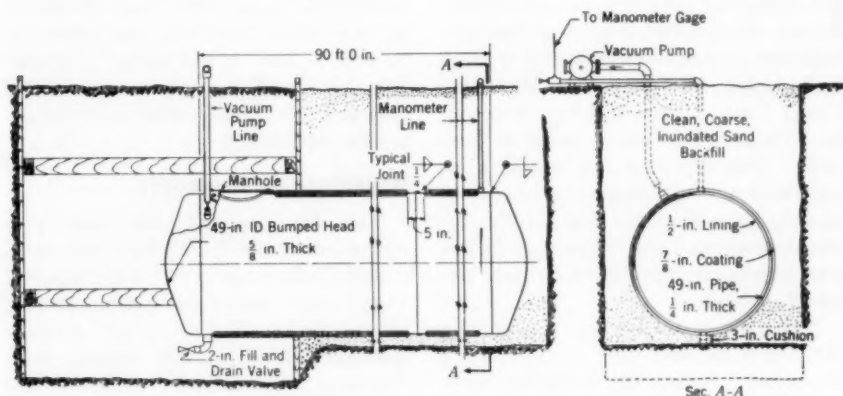 90 ft 0 in.
A
To Manometer Gage
Vacuum Pump
Vacuum
Pump
Line
Manometer
Line
Typical
Joint
1/4
Clean, Coarse,
Inundated Sand
Backfill
Manhole
49-in. ID Bumped Head
5/8 in. Thick
5 in.
1/2-in. Lining
7/8-in. Coating
49-in. Pipe,
1/4 in. Thick
3-in. Cushion
2-in. Fill and
Drain Valve
A
Sec. A-A